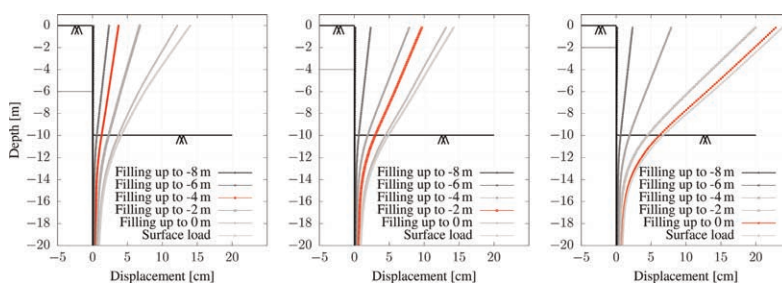 Depth [m]
0
−2
−4
−6
−8
−10
−12
−14
−16
−18
−20
−5 0 5 10 15 20 25
Displacement [cm]
Filling up to -8 m
Filling up to -6 m
Filling up to -4 m
Filling up to -2 m
Filling up to 0 m
Surface load
0
−2
−4
−6
−8
−10
−12
−14
−16
−18
−20
−5 0 5 10 15 20 25
Displacement [cm]
Filling up to -8 m
Filling up to -6 m
Filling up to -4 m
Filling up to -2 m
Filling up to 0 m
Surface load
0
−2
−4
−6
−8
−10
−12
−14
−16
−18
−20
−5 0 5 10 15 20
Displacement [cm]
Filling up to -8 m
Filling up to -6 m
Filling up to -4 m
Filling up to -2 m
Filling up to 0 m
Surface load